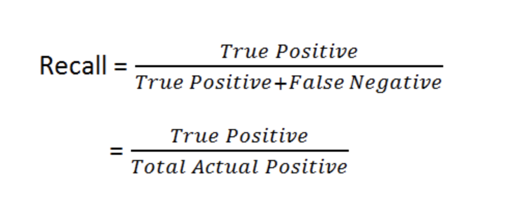 True Positive
Recall =
True Positive+False Negative
True Positive
=
Total Actual Positive